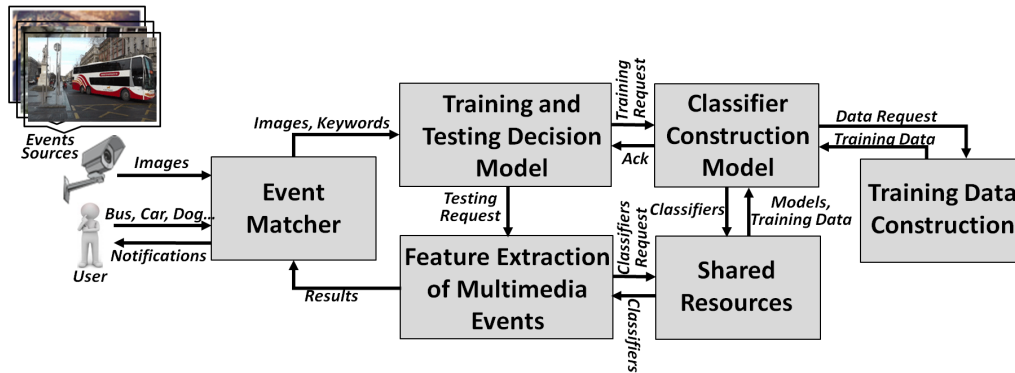 Events
Sources
Images
Bus, Car, Dog...
Notifications
User
Event
Matcher
Images, Keywords
Results
Training and
Testing Decision
Model
Testing
Request
Feature Extraction
of Multimedia
Events
Training
Request
Ack
Classifiers
Request
Classifiers
Classifier
Construction
Model
Classifiers
Models,
Training Data
Shared
Resources
Data Request
Training Data
Training Data
Construction